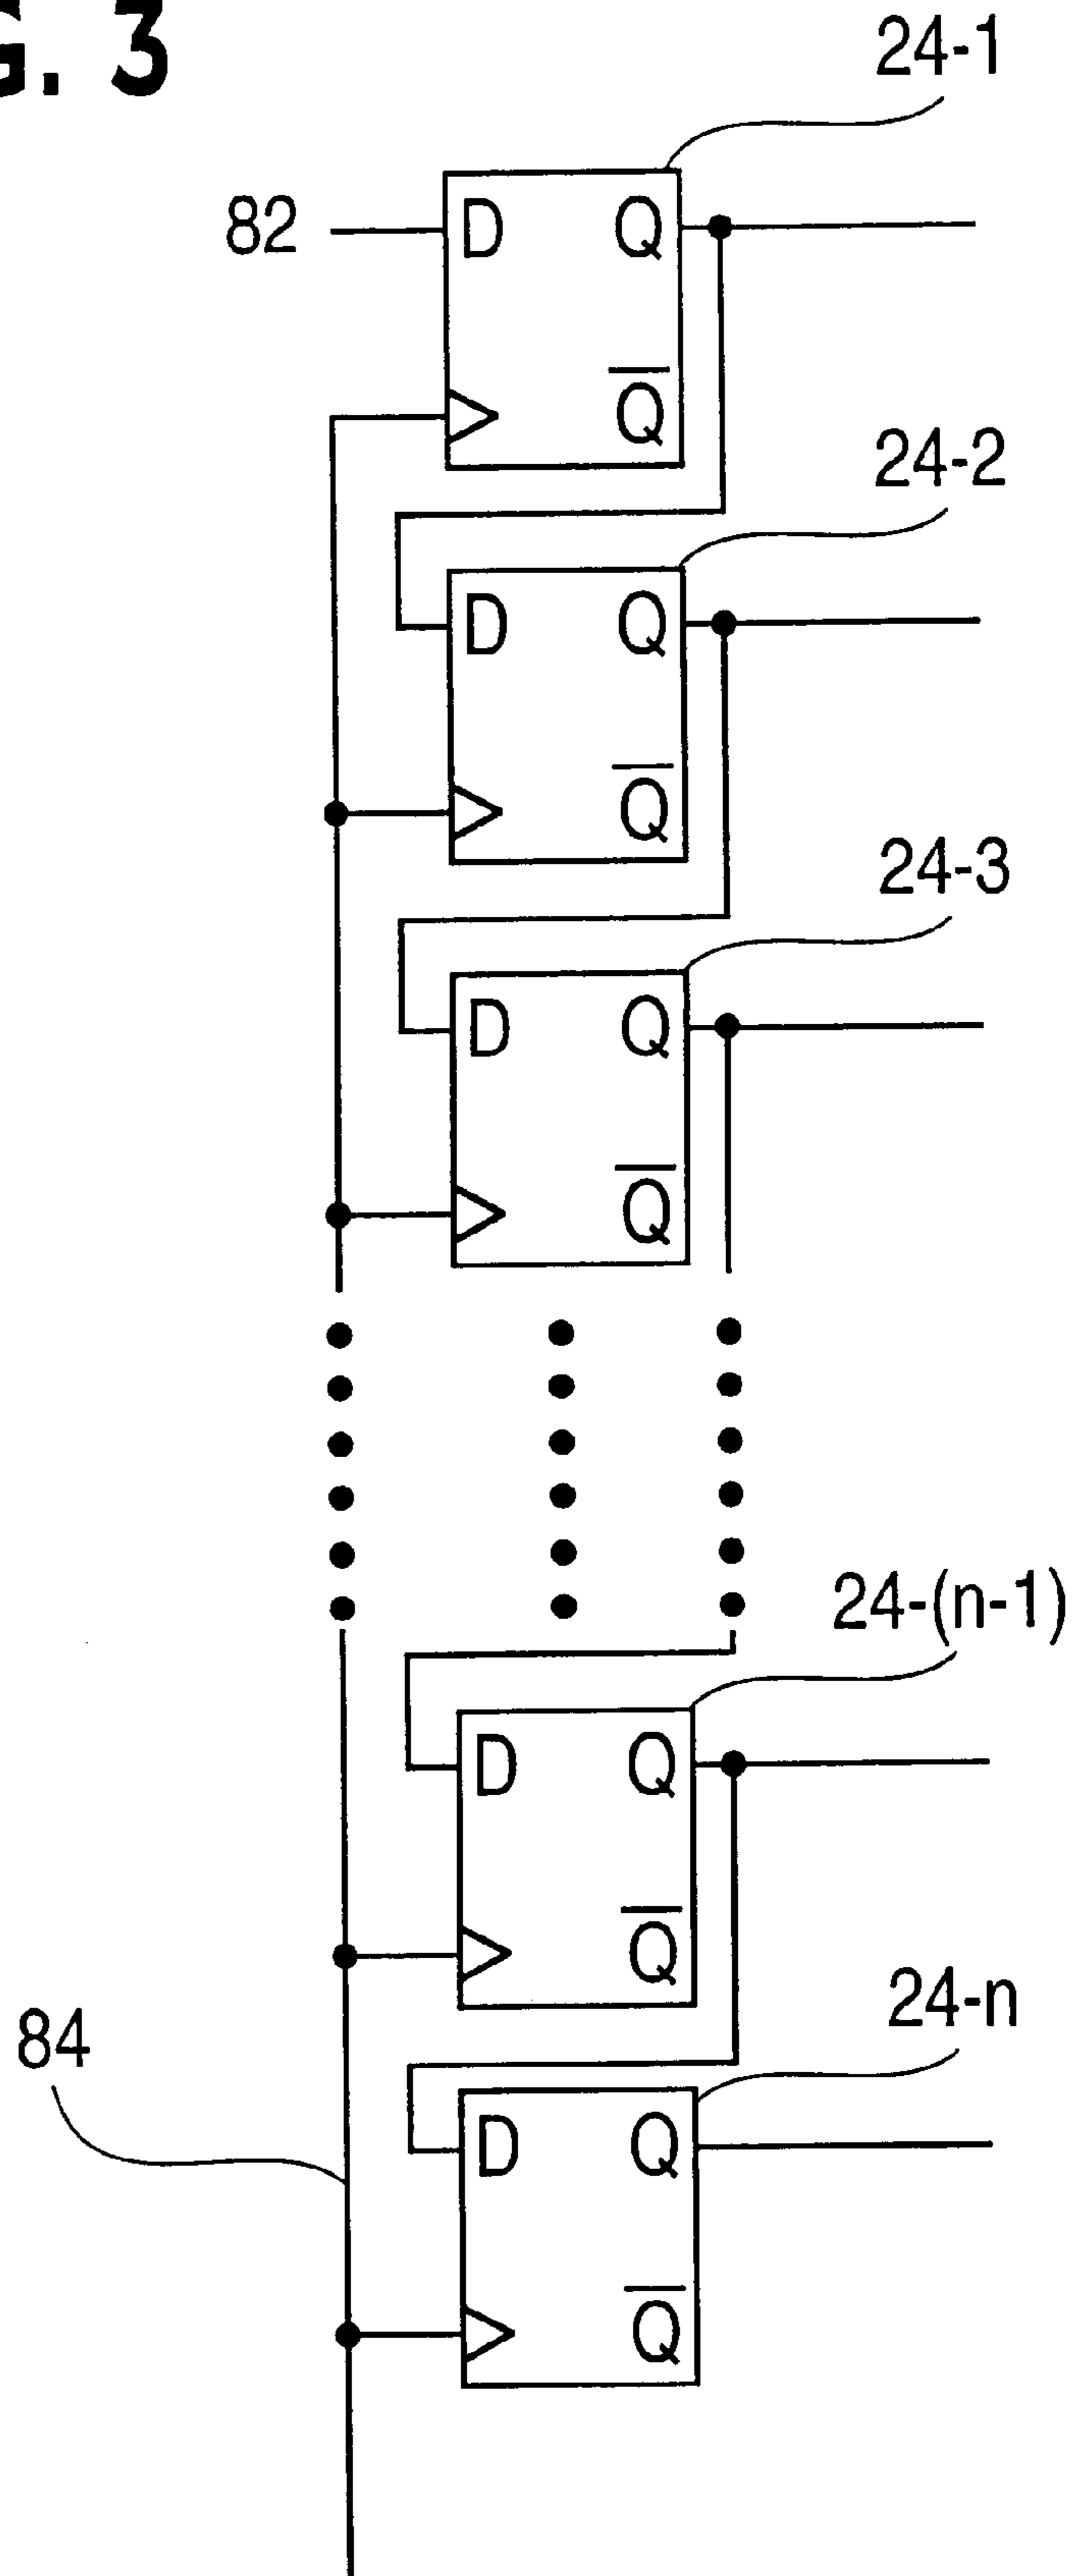 G. 3
24-1
82
D Q
Q̅
24-2
D Q
Q̅
24-3
D Q
Q̅
24-(n-1)
D Q
Q̅
84
24-n
D Q
Q̅